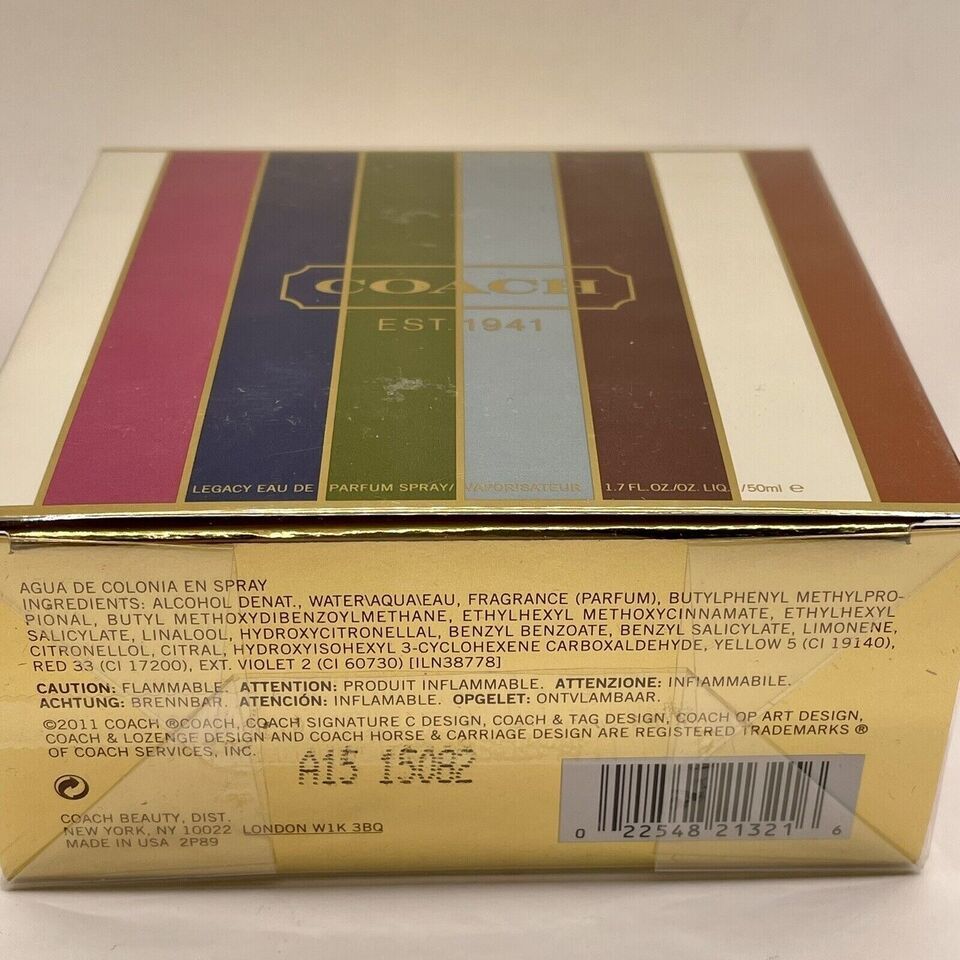 COACH
EST. 1941
LEGACY EAU DE PARFUM SPRAY/ VAPORISATEUR 1.7 FL.OZ./OZ. LIQ. /50ml ℮
AGUA DE COLONIA EN SPRAY
INGREDIENTS: ALCOHOL DENAT., WATER\AQUA\EAU, FRAGRANCE (PARFUM), BUTYLPHENYL METHYLPRO-
PIONAL, BUTYL METHOXYDIBENZOYLMETHANE, ETHYLHEXYL METHOXYCINNAMATE, ETHYLHEXYL
SALICYLATE, LINALOOL, HYDROXYCITRONELLAL, BENZYL BENZOATE, BENZYL SALICYLATE, LIMONENE,
CITRONELLOL, CITRAL, HYDROXYISOHEXYL 3-CYCLOHEXENE CARBOXALDEHYDE, YELLOW 5 (CI 19140),
RED 33 (CI 17200), EXT. VIOLET 2 (CI 60730) [ILN38778]
CAUTION: FLAMMABLE. ATTENTION: PRODUIT INFLAMMABLE. ATTENZIONE: INFIAMMABILE.
ACHTUNG: BRENNBAR. ATENCIÓN: INFLAMABLE. OPGELET: ONTVLAMBAAR.
©2011 COACH ®COACH, COACH SIGNATURE C DESIGN, COACH & TAG DESIGN, COACH OP ART DESIGN,
COACH & LOZENGE DESIGN AND COACH HORSE & CARRIAGE DESIGN ARE REGISTERED TRADEMARKS ®
OF COACH SERVICES, INC.
A15 15082
COACH BEAUTY, DIST.
NEW YORK, NY 10022 LONDON W1K 3BQ
MADE IN USA 2P89
0 22548 21321 6